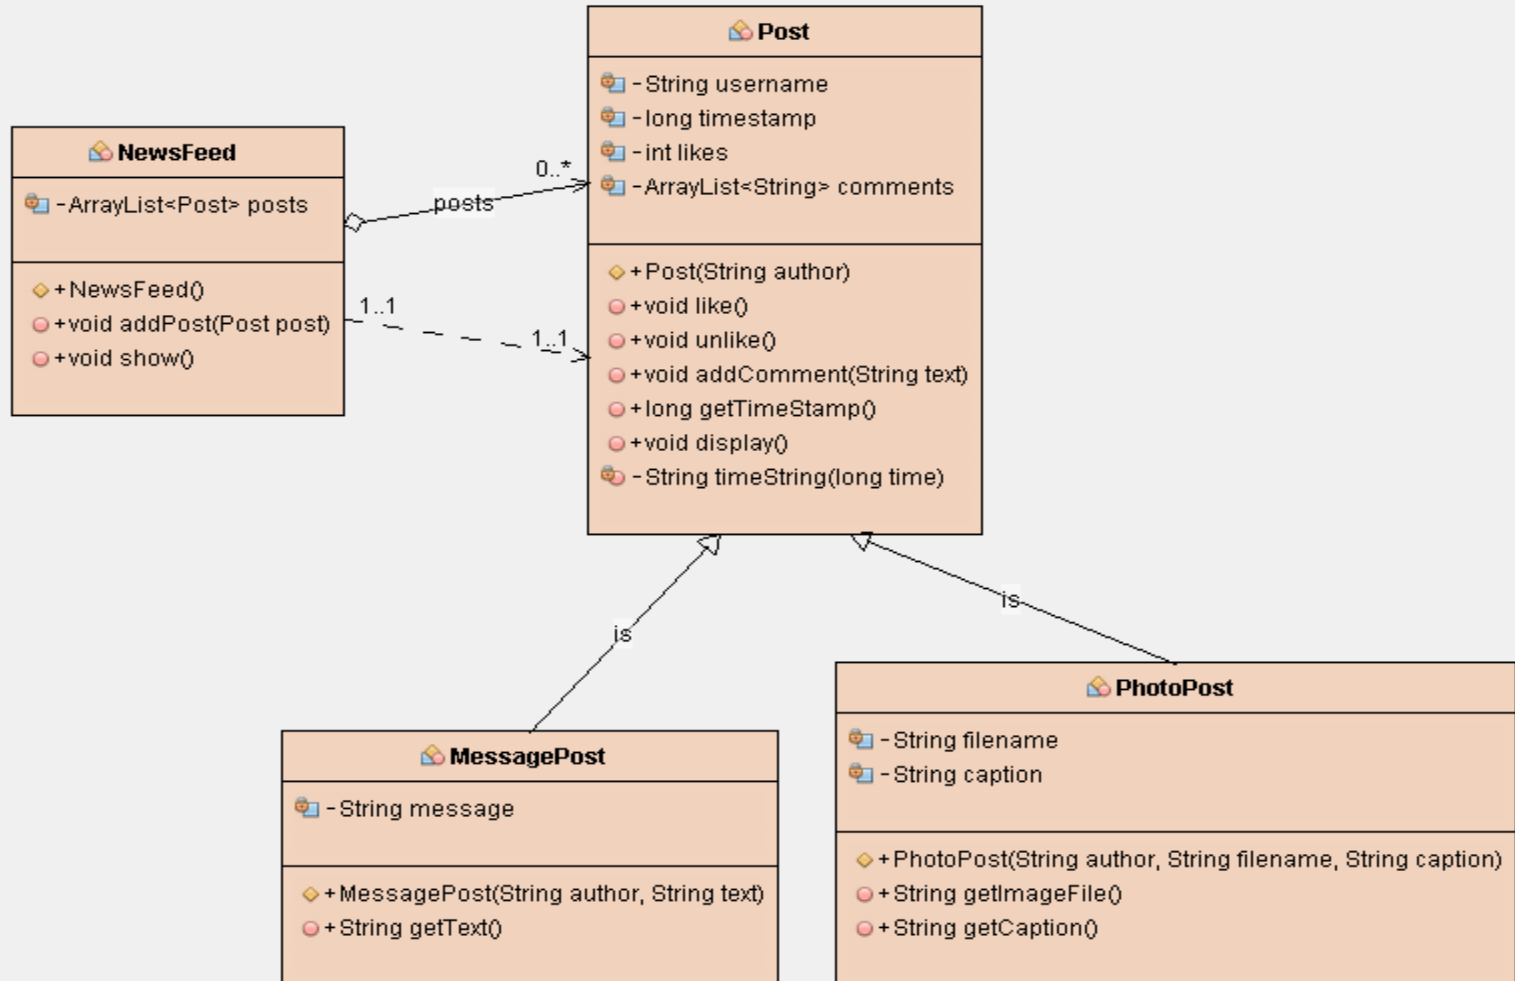 Post
- String username
- long timestamp
- int likes
- ArrayList<String> comments
+ Post(String author)
+ void like()
+ void unlike()
+ void addComment(String text)
+ long getTimeStamp()
+ void display()
- String timeString(long time)
NewsFeed
- ArrayList<Post> posts
+ NewsFeed()
+ void addPost(Post post)
+ void show()
0..*
posts
1..1
1..1
is
is
MessagePost
- String message
+ MessagePost(String author, String text)
+ String getText()
PhotoPost
- String filename
- String caption
+ PhotoPost(String author, String filename, String caption)
+ String getImageFile()
+ String getCaption()